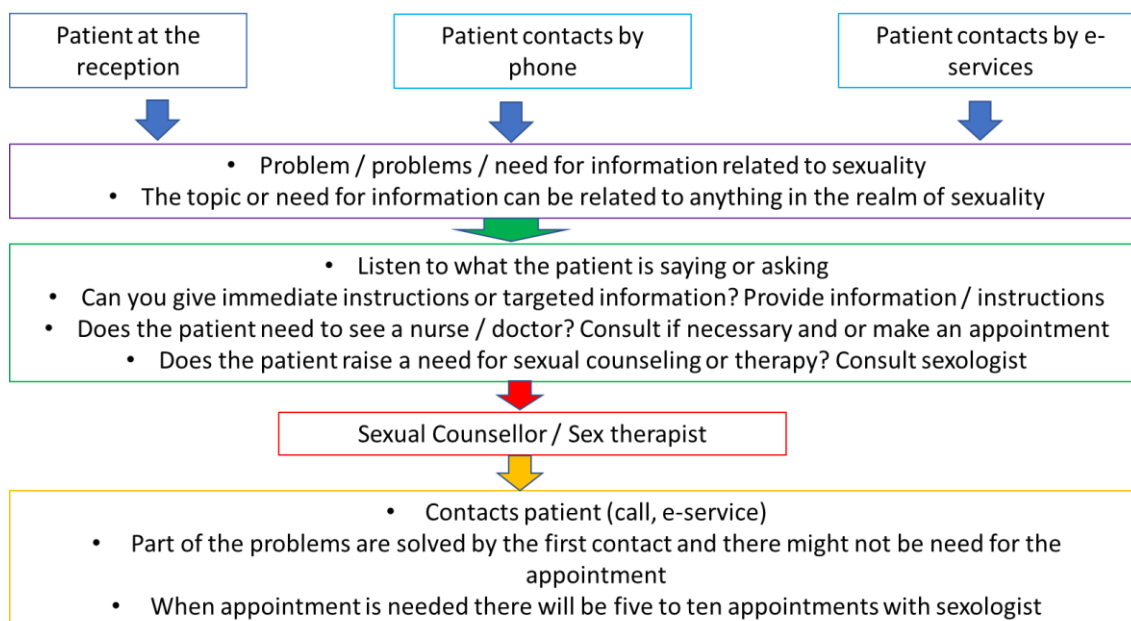 Patient at the
reception
Patient contacts by
phone
Patient contacts by e-
services
• Problem / problems / need for information related to sexuality
• The topic or need for information can be related to anything in the realm of sexuality
• Listen to what the patient is saying or asking
• Can you give immediate instructions or targeted information? Provide information / instructions
• Does the patient need to see a nurse / doctor? Consult if necessary and or make an appointment
• Does the patient raise a need for sexual counseling or therapy? Consult sexologist
Sexual Counsellor / Sex therapist
• Contacts patient (call, e-service)
• Part of the problems are solved by the first contact and there might not be need for the
appointment
• When appointment is needed there will be five to ten appointments with sexologist